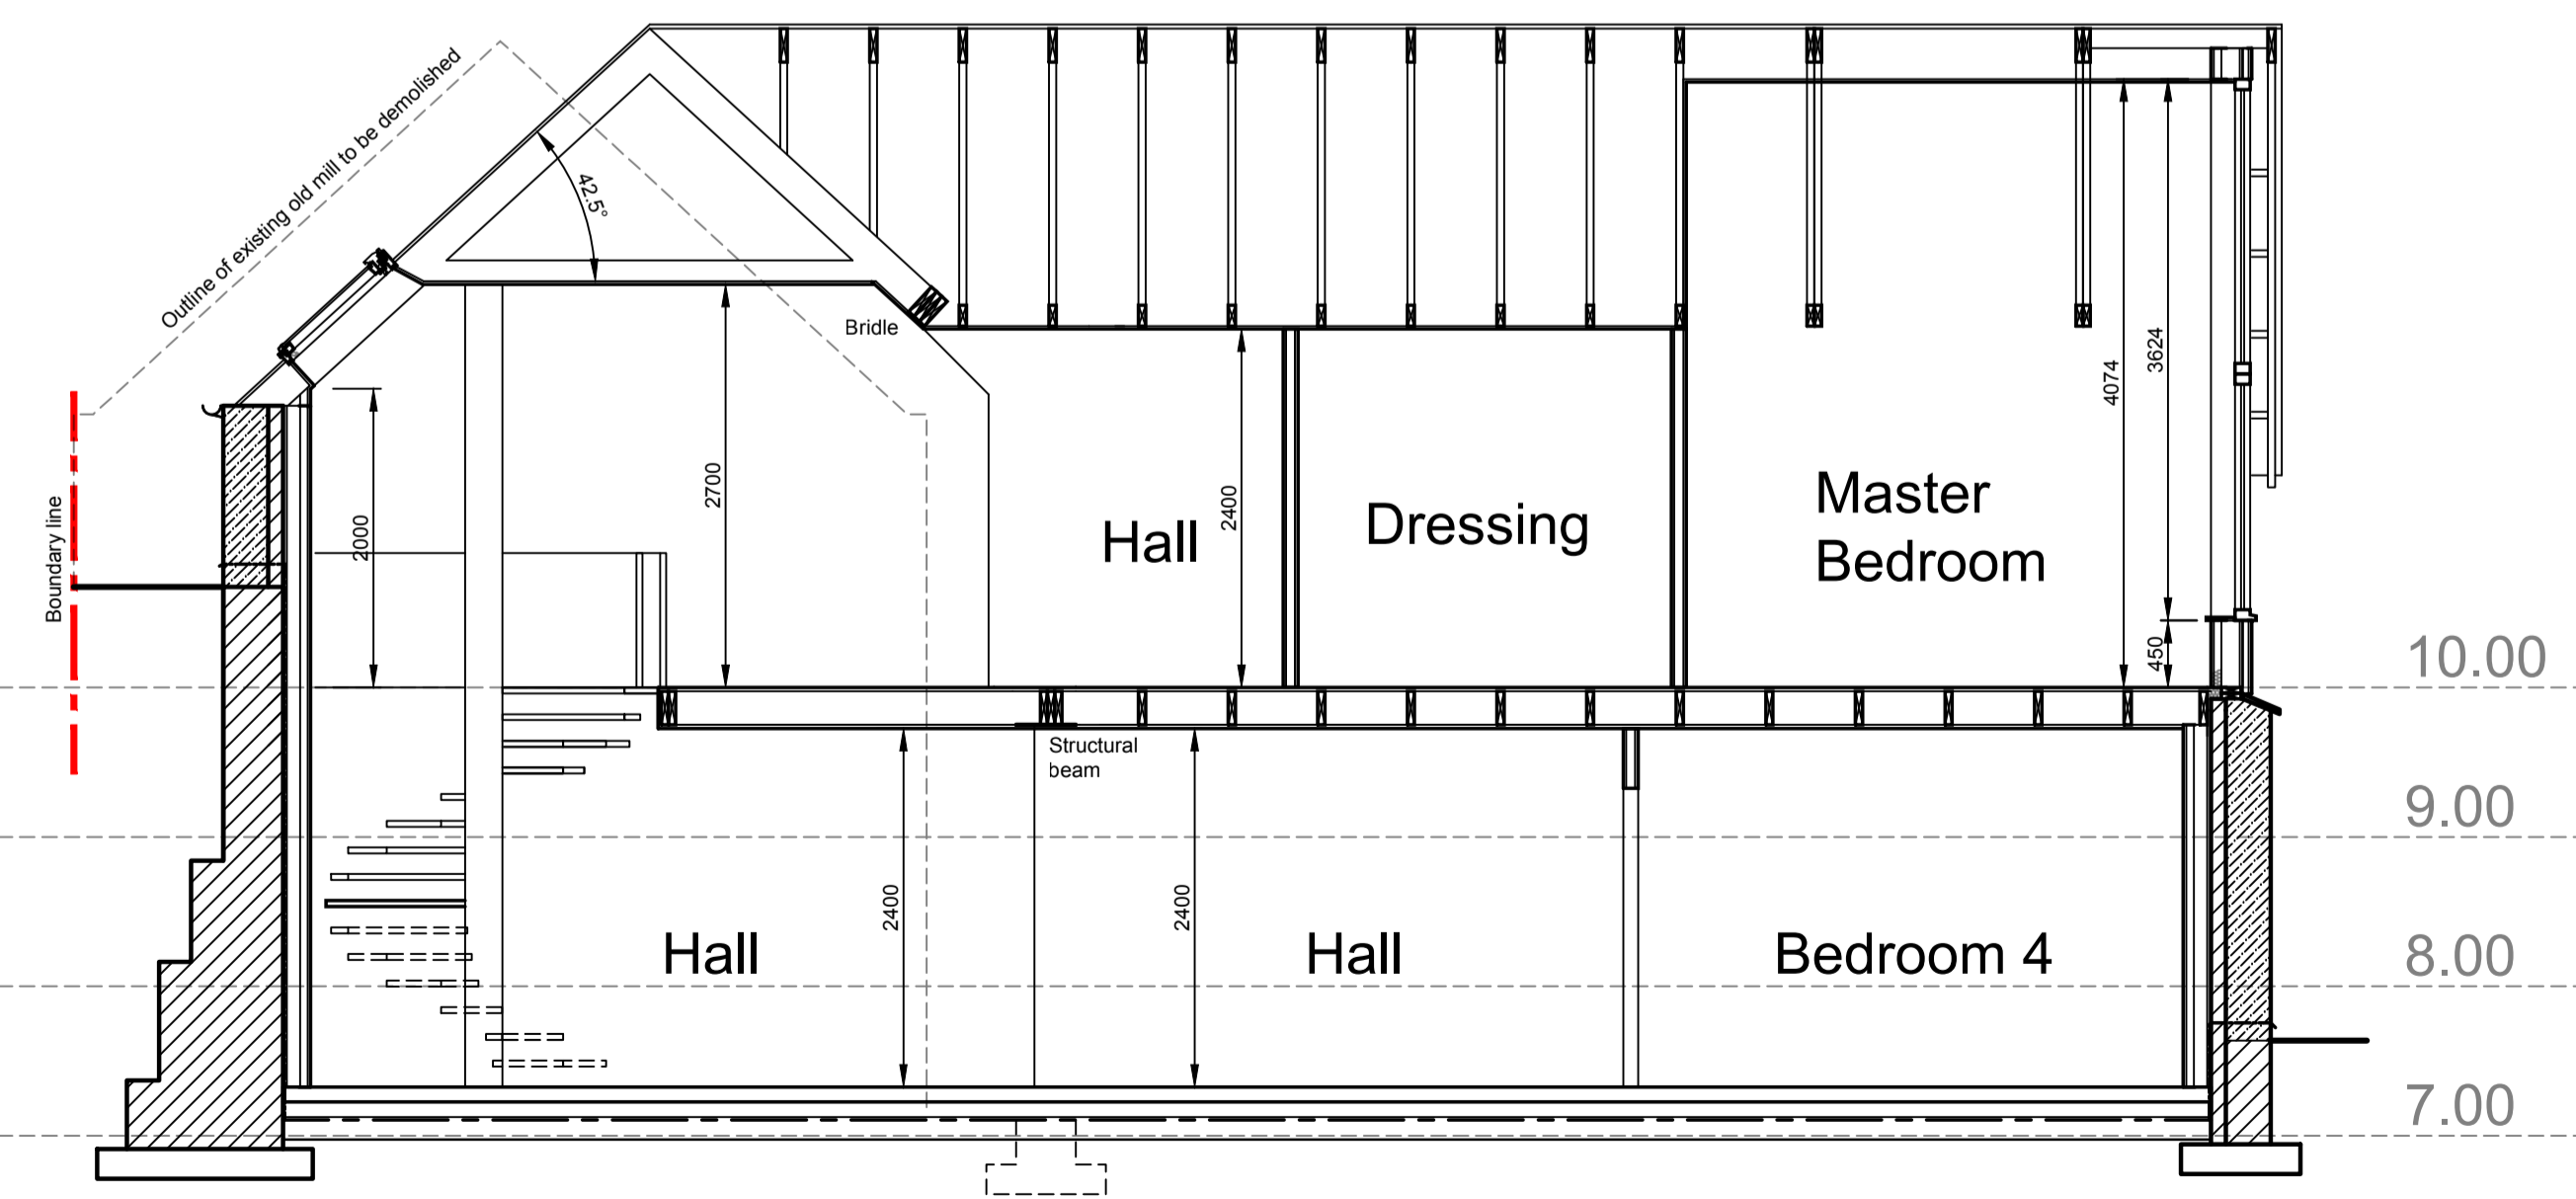 Outline of existing old mill to be demolished
42.5°
Bridle
Boundary line
2000
2700
Hall
2400
Dressing
Master
Bedroom
4074
3624
450
10.00
Structural
beam
9.00
Hall
2400
2400
Hall
Bedroom 4
8.00
7.00